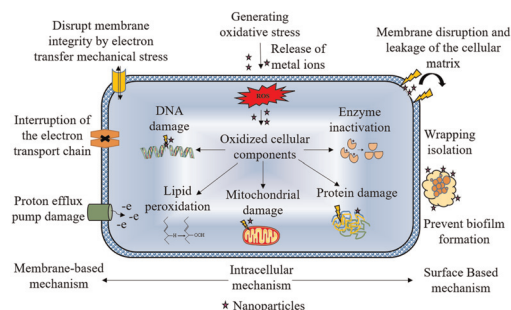 Generating
oxidative stress
Disrupt membrane
integrity by electron
transfer mechanical stress
Release of
metal ions
Membrane disruption and
leakage of the cellular
matrix
ROS
DNA
damage
Enzyme
inactivation
Interruption of
the electron
transport chain
Oxidized cellular
components
Wrapping
isolation
Proton efflux
pump damage
-e
-e
-e
Lipid
peroxidation
Mitochondrial
damage
Protein damage
Prevent biofilm
formation
H
OOH
Membrane-based
mechanism
Intracellular
mechanism
Surface Based
mechanism
Nanoparticles